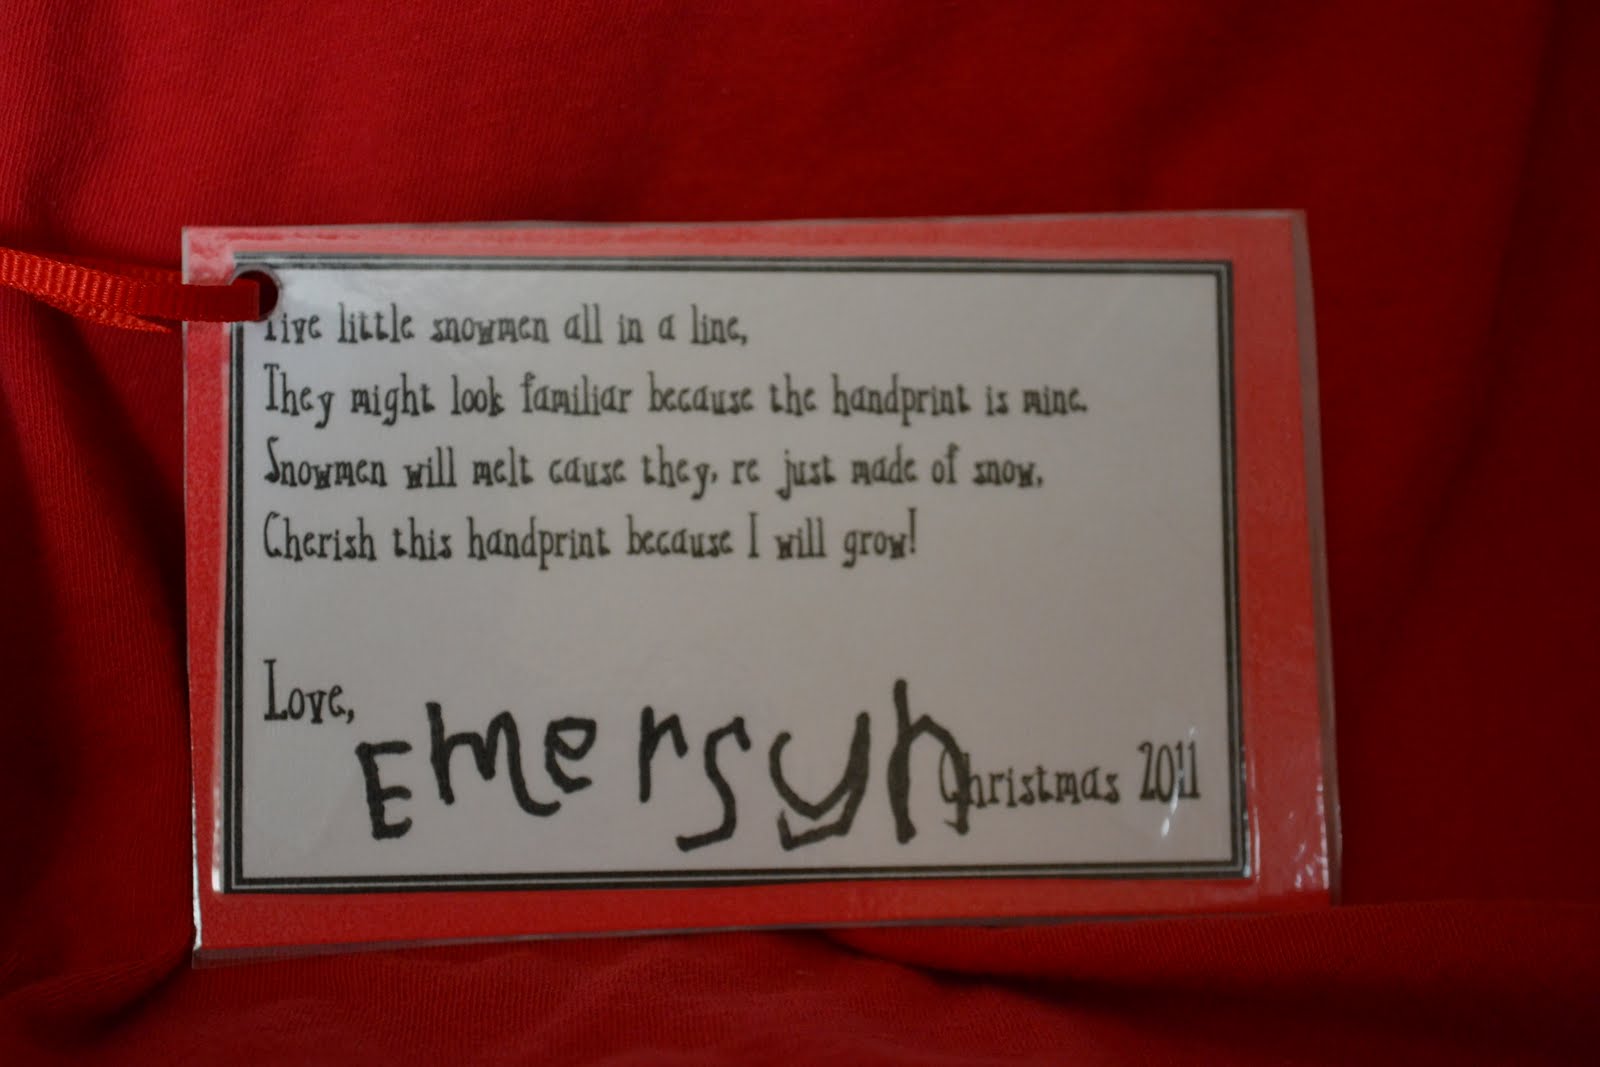 Five little snowmen all in a line,
They might look familiar because the handprint is mine.
Snowmen will melt cause they, re just made of snow,
Cherish this handprint because I will grow!
Love,
Emersyn
Christmas 2011